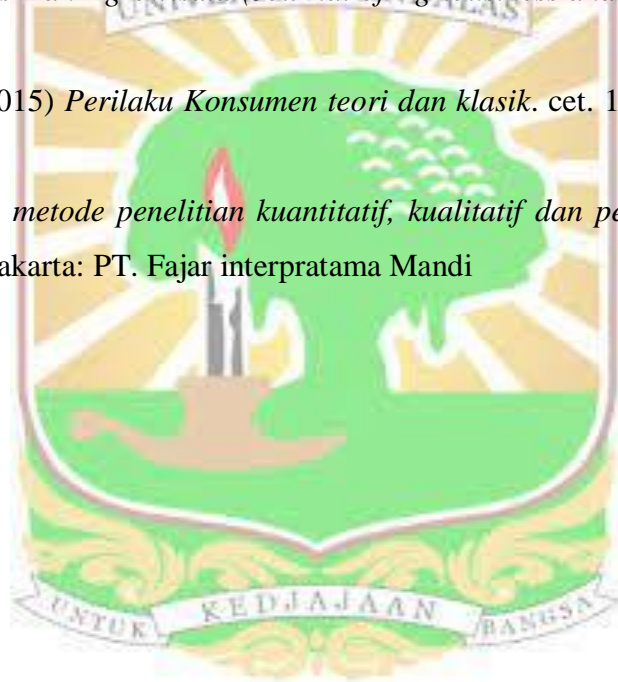 015) Perilaku Konsumen teori dan klasik. cet. 1
metode penelitian kuantitatif, kualitatif dan pe
akarta: PT. Fajar interpratama Mandi
UNTUK KEDJAJAAN BANGSA